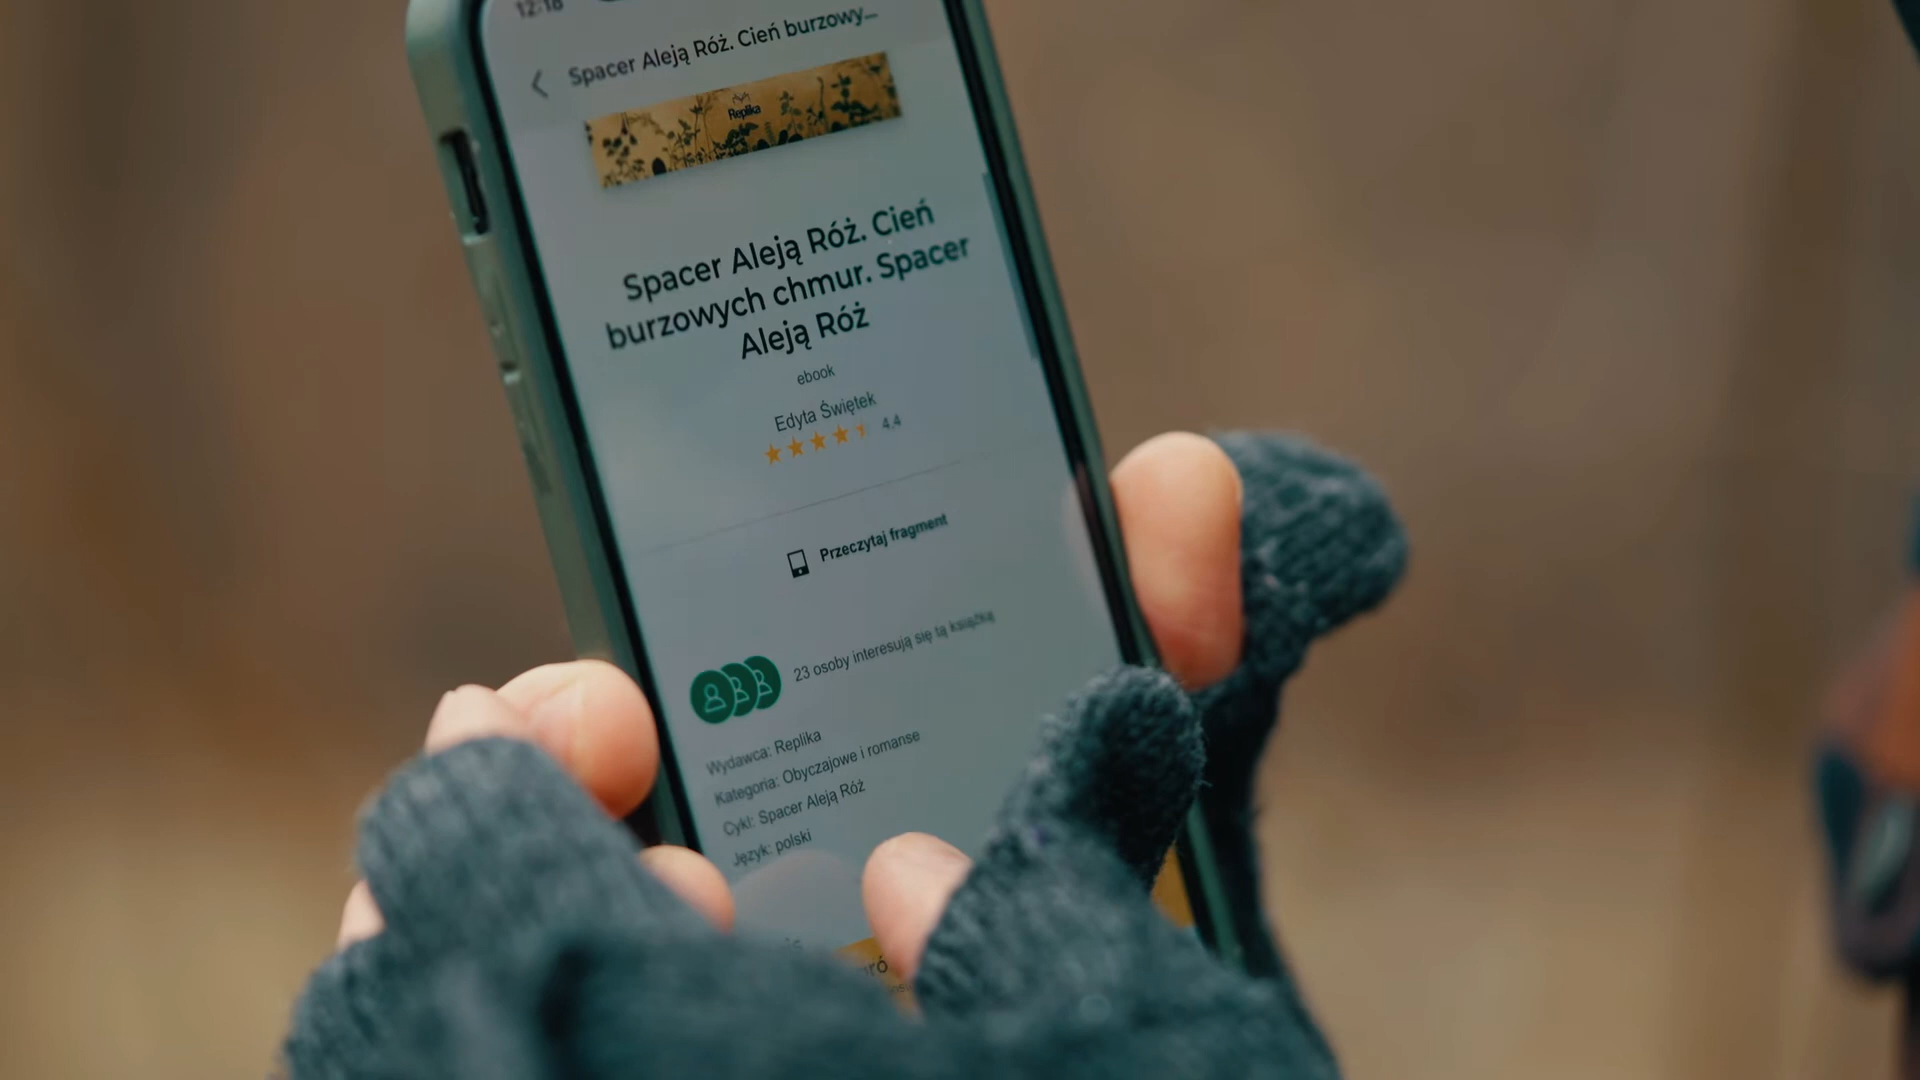 12:18
Spacer Aleją Róż. Cień burzowy...
Replika
Spacer Aleją Róż. Cień
burzowych chmur. Spacer
Aleją Róż
ebook
Edyta Świętek
4.4
Przeczytaj fragment
23 osoby interesują się tą książką
Wydawca: Replika
Kategoria: Obyczajowe i romanse
Cykl: Spacer Aleją Róż
Język: polski